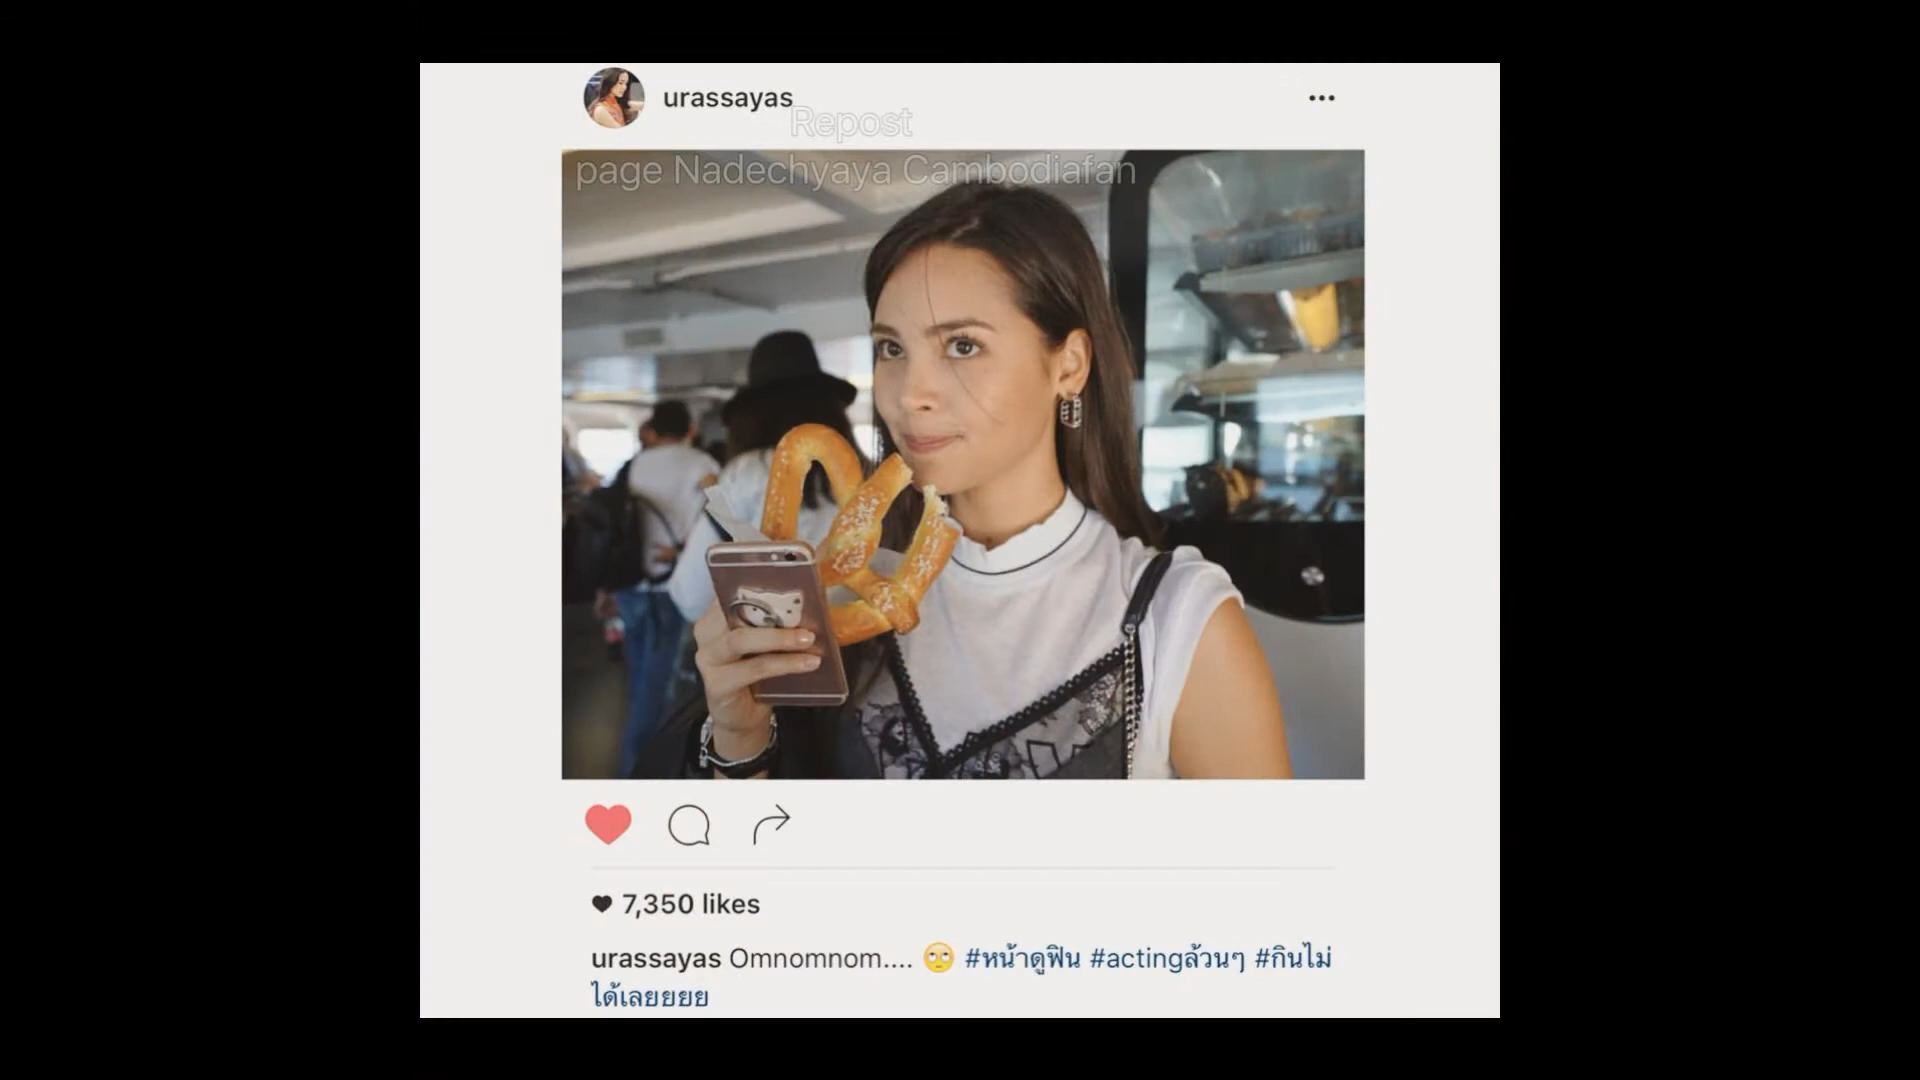 urassayas
Repost
page Nadechyaya Cambodiafan
7,350 likes
urassayas Omnomnom.... 🙄 #หน้าดูฟิน #actingล้วนๆ #กินไม่
ได้เลยยยย